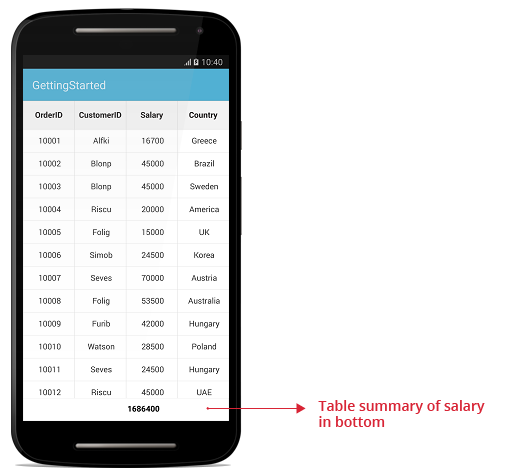 10:40
GettingStarted
OrderID CustomerID Salary Country
10001 Alfki 16700 Greece
10002 Blonp 45000 Brazil
10003 Blonp 45000 Sweden
10004 Riscu 20000 America
10005 Folig 15000 UK
10006 Simob 24500 Korea
10007 Seves 70000 Austria
10008 Folig 53500 Australia
10009 Furib 42000 Hungary
10010 Watson 28500 Poland
10011 Seves 24500 Hungary
10012 Riscu 45000 UAE
1686400
Table summary of salary
in bottom